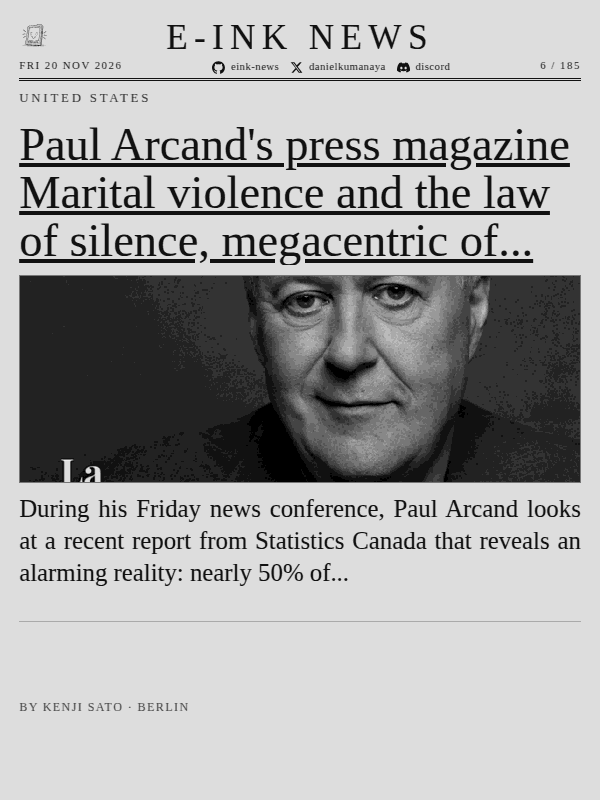 E-INK NEWS
FRI 20 NOV 2026
eink-news danielkumanaya discord
6 / 185
UNITED STATES
Paul Arcand's press magazine
Marital violence and the law
of silence, megacentric of...
La
During his Friday news conference, Paul Arcand looks
at a recent report from Statistics Canada that reveals an
alarming reality: nearly 50% of...
BY KENJI SATO · BERLIN